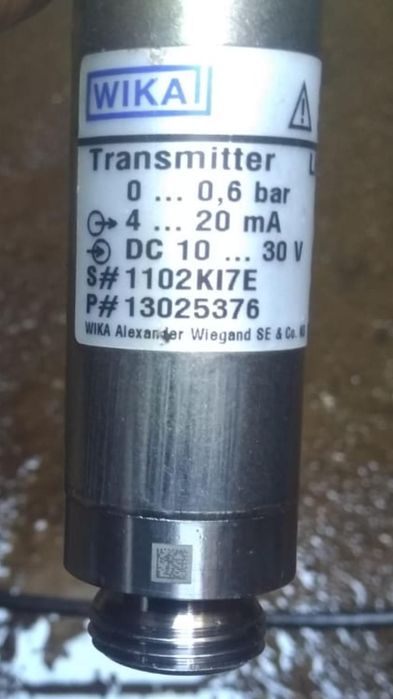 WIKA
Transmitter L
0 ... 0,6 bar
4 ... 20 mA
DC 10 ... 30 V
S# 1102KI7E
P# 13025376
WIKA Alexander Wiegand SE & Co.